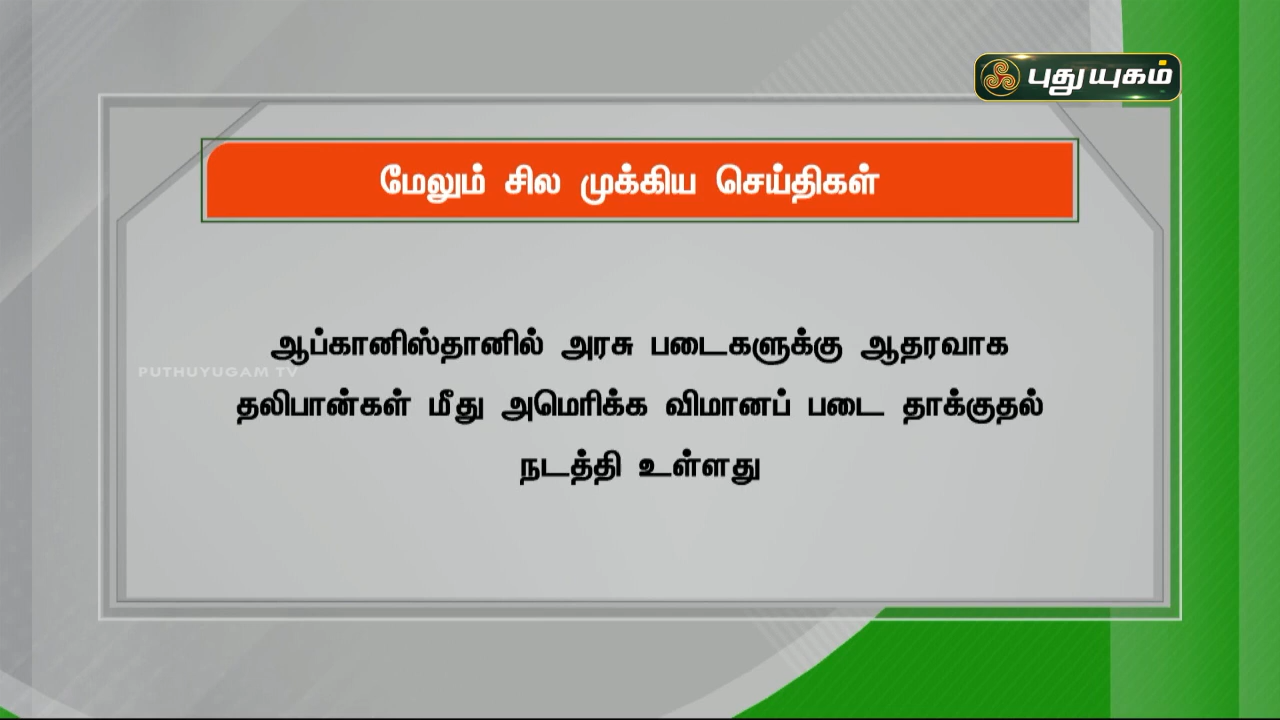 புதுயுகம்
மேலும் சில முக்கிய செய்திகள்
ஆப்கானிஸ்தானில் அரசு படைகளுக்கு ஆதரவாக
PUTHUYUGAM TV
தலிபான்கள் மீது அமெரிக்க விமானப் படை தாக்குதல்
நடத்தி உள்ளது